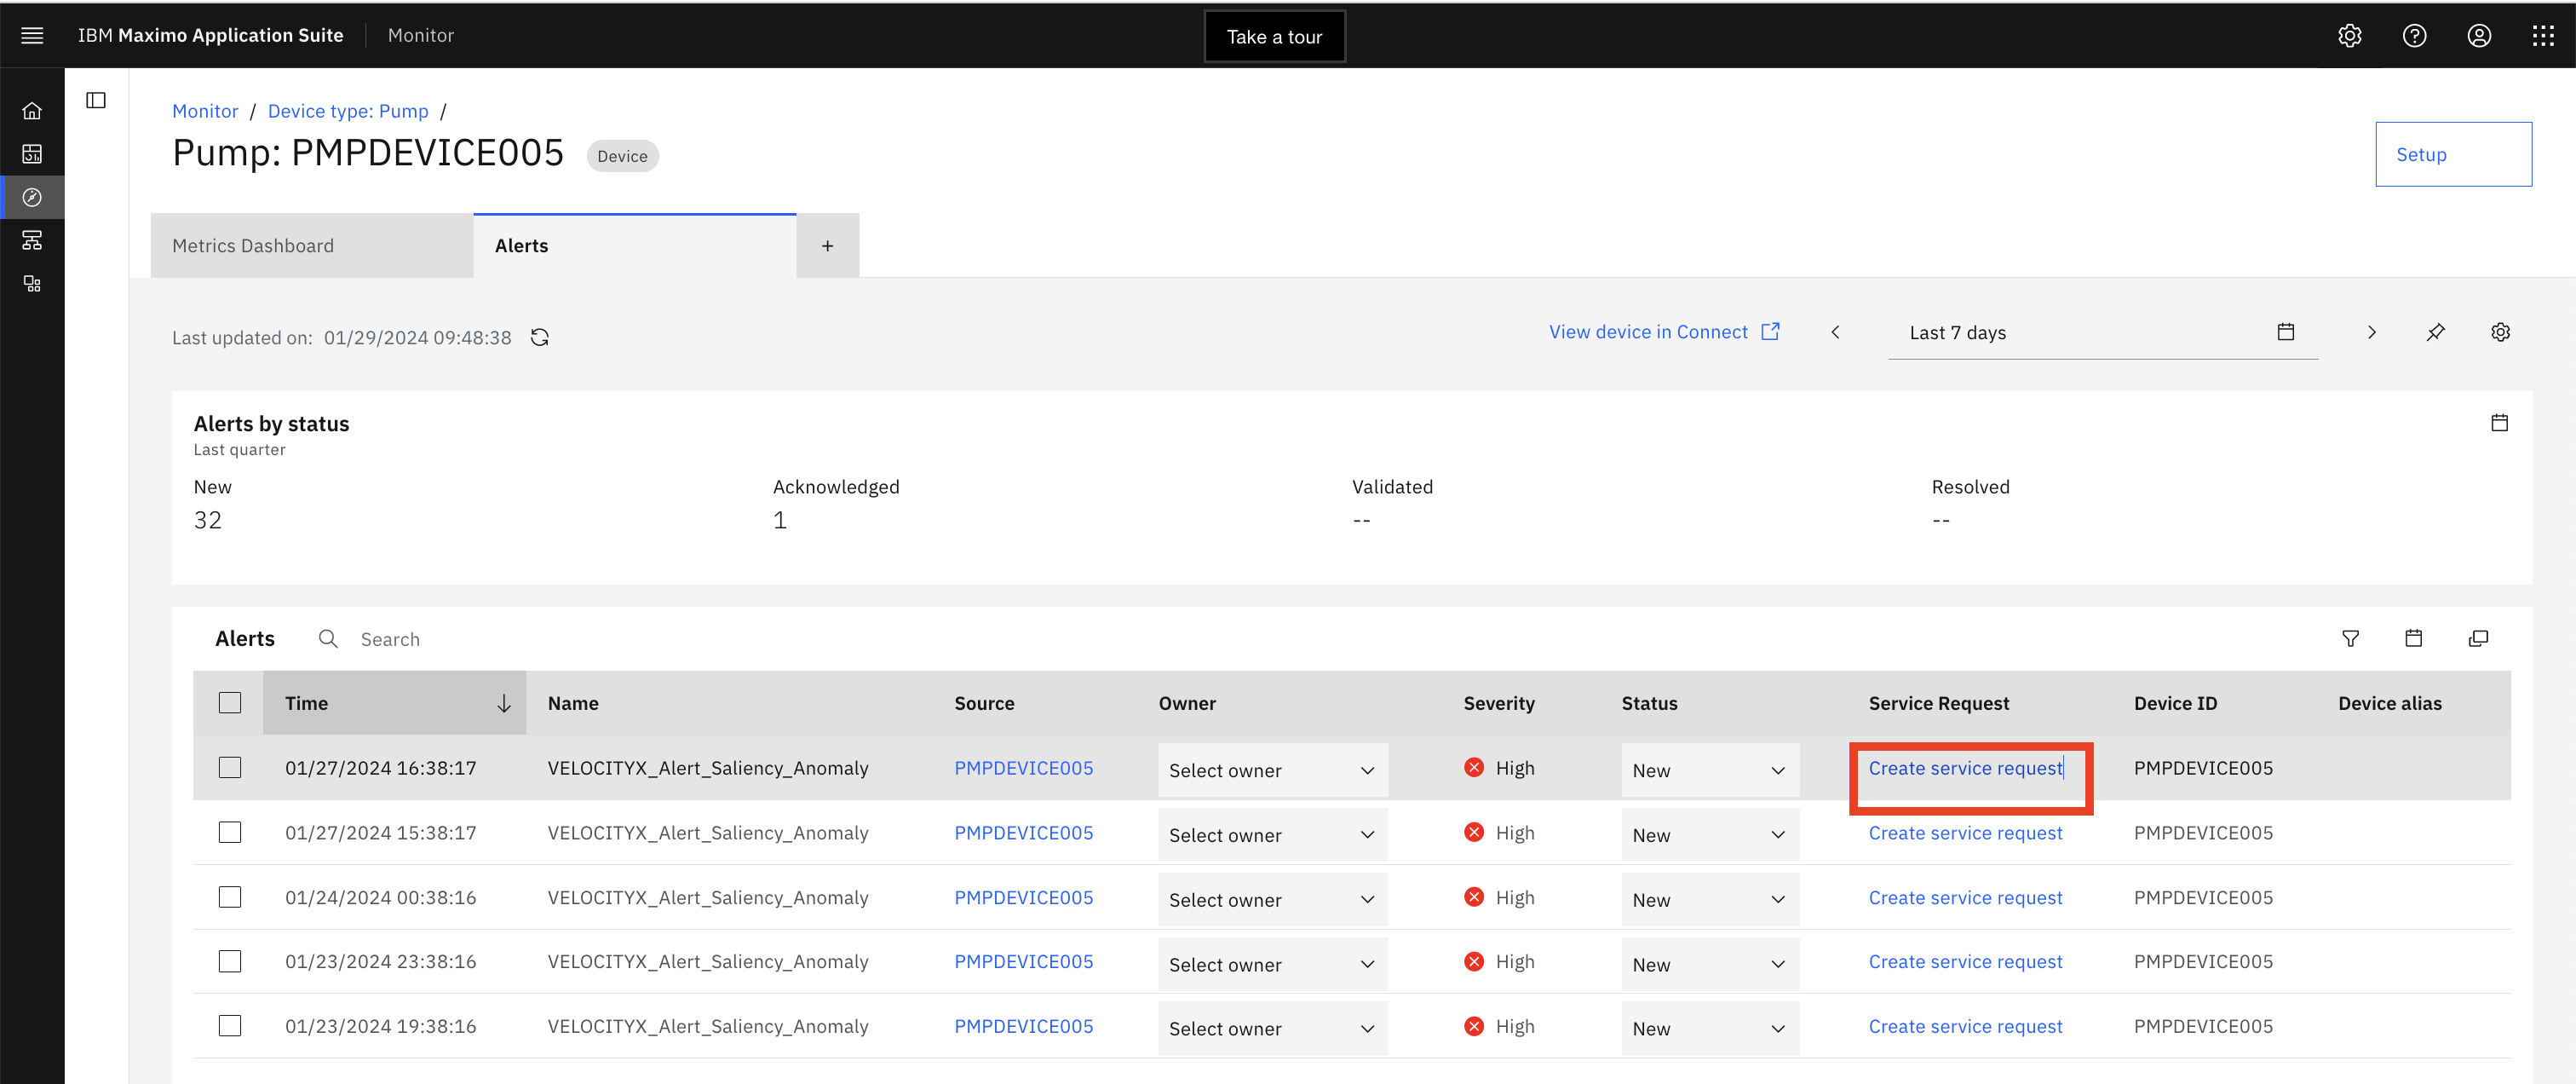 IBM Maximo Application Suite Monitor Take a tour
Monitor / Device type: Pump /
Pump: PMPDEVICE005 Device
Setup
Metrics Dashboard Alerts +
Last updated on: 01/29/2024 09:48:38 View device in Connect Last 7 days
Alerts by status
Last quarter
New Acknowledged Validated Resolved
32 1 -- --
Alerts Search
Time Name Source Owner Severity Status Service Request Device ID Device alias
01/27/2024 16:38:17 VELOCITYX_Alert_Saliency_Anomaly PMPDEVICE005 Select owner High New Create service request PMPDEVICE005
01/27/2024 15:38:17 VELOCITYX_Alert_Saliency_Anomaly PMPDEVICE005 Select owner High New Create service request PMPDEVICE005
01/24/2024 00:38:16 VELOCITYX_Alert_Saliency_Anomaly PMPDEVICE005 Select owner High New Create service request PMPDEVICE005
01/23/2024 23:38:16 VELOCITYX_Alert_Saliency_Anomaly PMPDEVICE005 Select owner High New Create service request PMPDEVICE005
01/23/2024 19:38:16 VELOCITYX_Alert_Saliency_Anomaly PMPDEVICE005 Select owner High New Create service request PMPDEVICE005